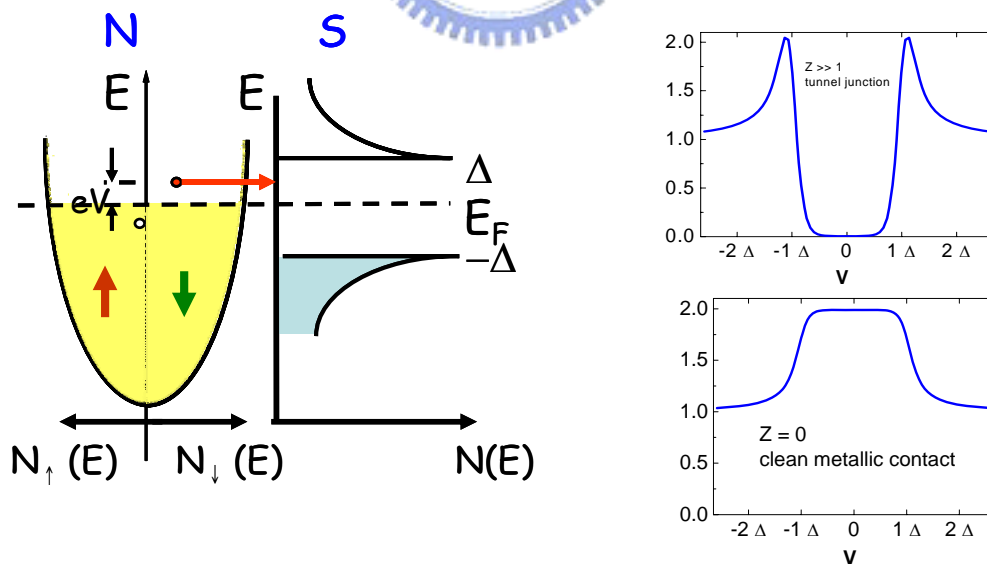 N S
E E
eV
Δ
E_F
–Δ
N↑ (E) N↓ (E) N(E)
2.0
1.5
1.0
0.5
0.0
Z >> 1
tunnel junction
-2 Δ -1 Δ 0 1 Δ 2 Δ
V
2.0
1.5
1.0
0.5
0.0
Z = 0
clean metallic contact
-2 Δ -1 Δ 0 1 Δ 2 Δ
V